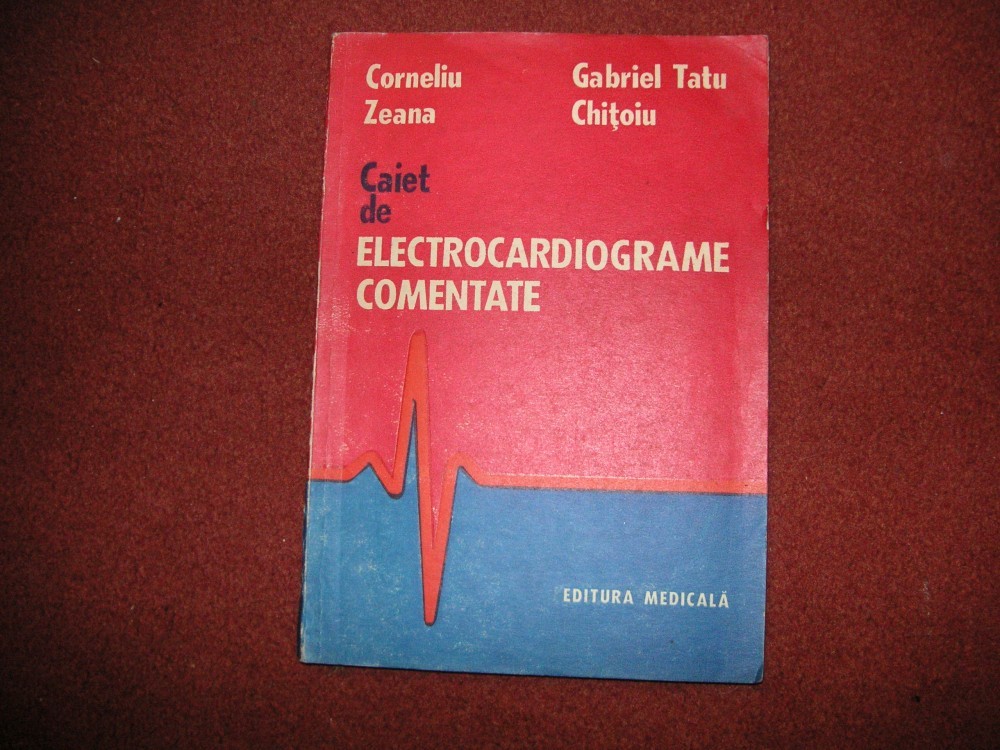 Corneliu
Zeana
Gabriel Tatu
Chiţoiu
Caiet
de
ELECTROCARDIOGRAME
COMENTATE
EDITURA MEDICALĂ